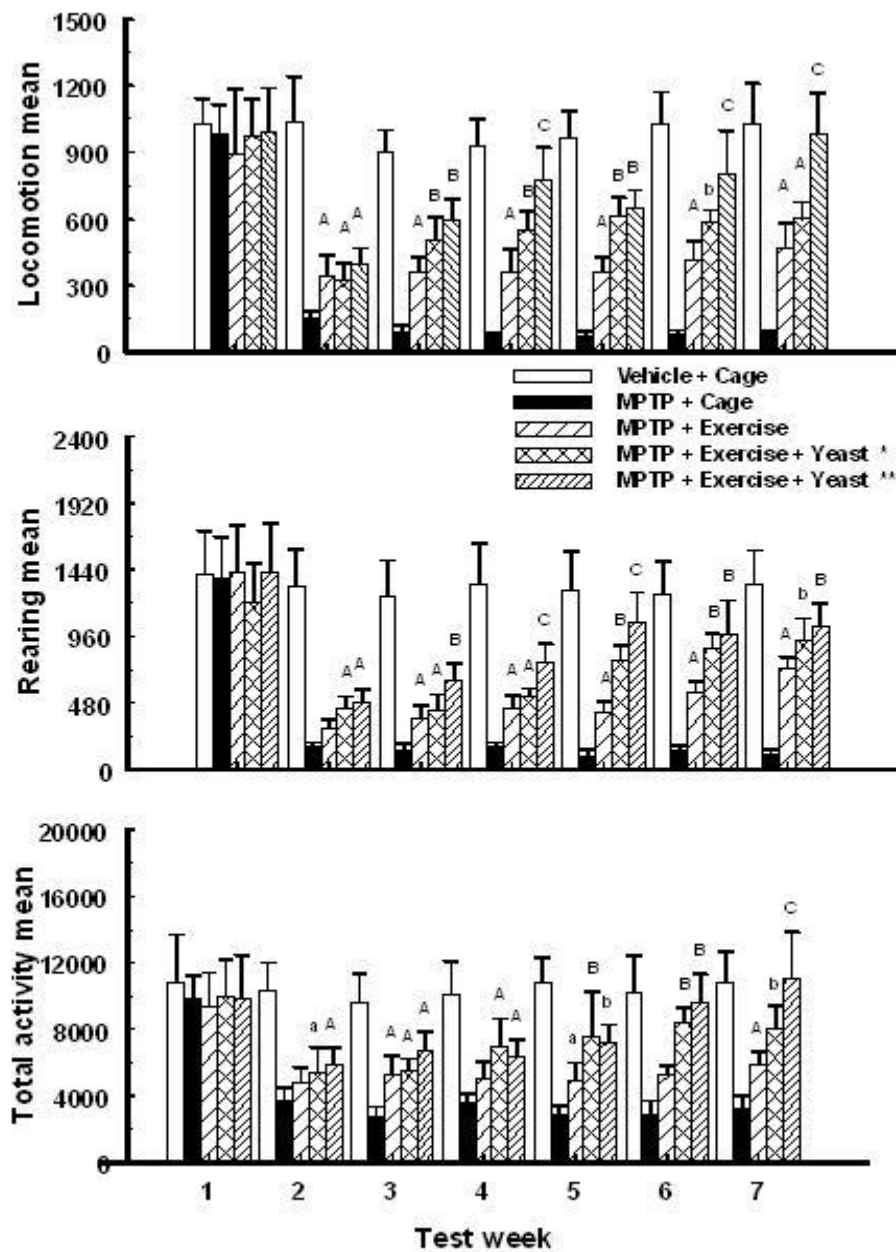 1500
1200
900
600
300
0
Locomotion mean
A A A
A B B
A B C
A B B
A b C
A A C
Vehicle + Cage
MPTP + Cage
MPTP + Exercise
MPTP + Exercise + Yeast *
MPTP + Exercise + Yeast **
2400
1920
1440
960
480
0
Rearing mean
A A
A A B
A A C
A B C
A B B
A b B
20000
16000
12000
8000
4000
0
Total activity mean
a A
A A A
A A
a B b
B B
A b C
1 2 3 4 5 6 7
Test week